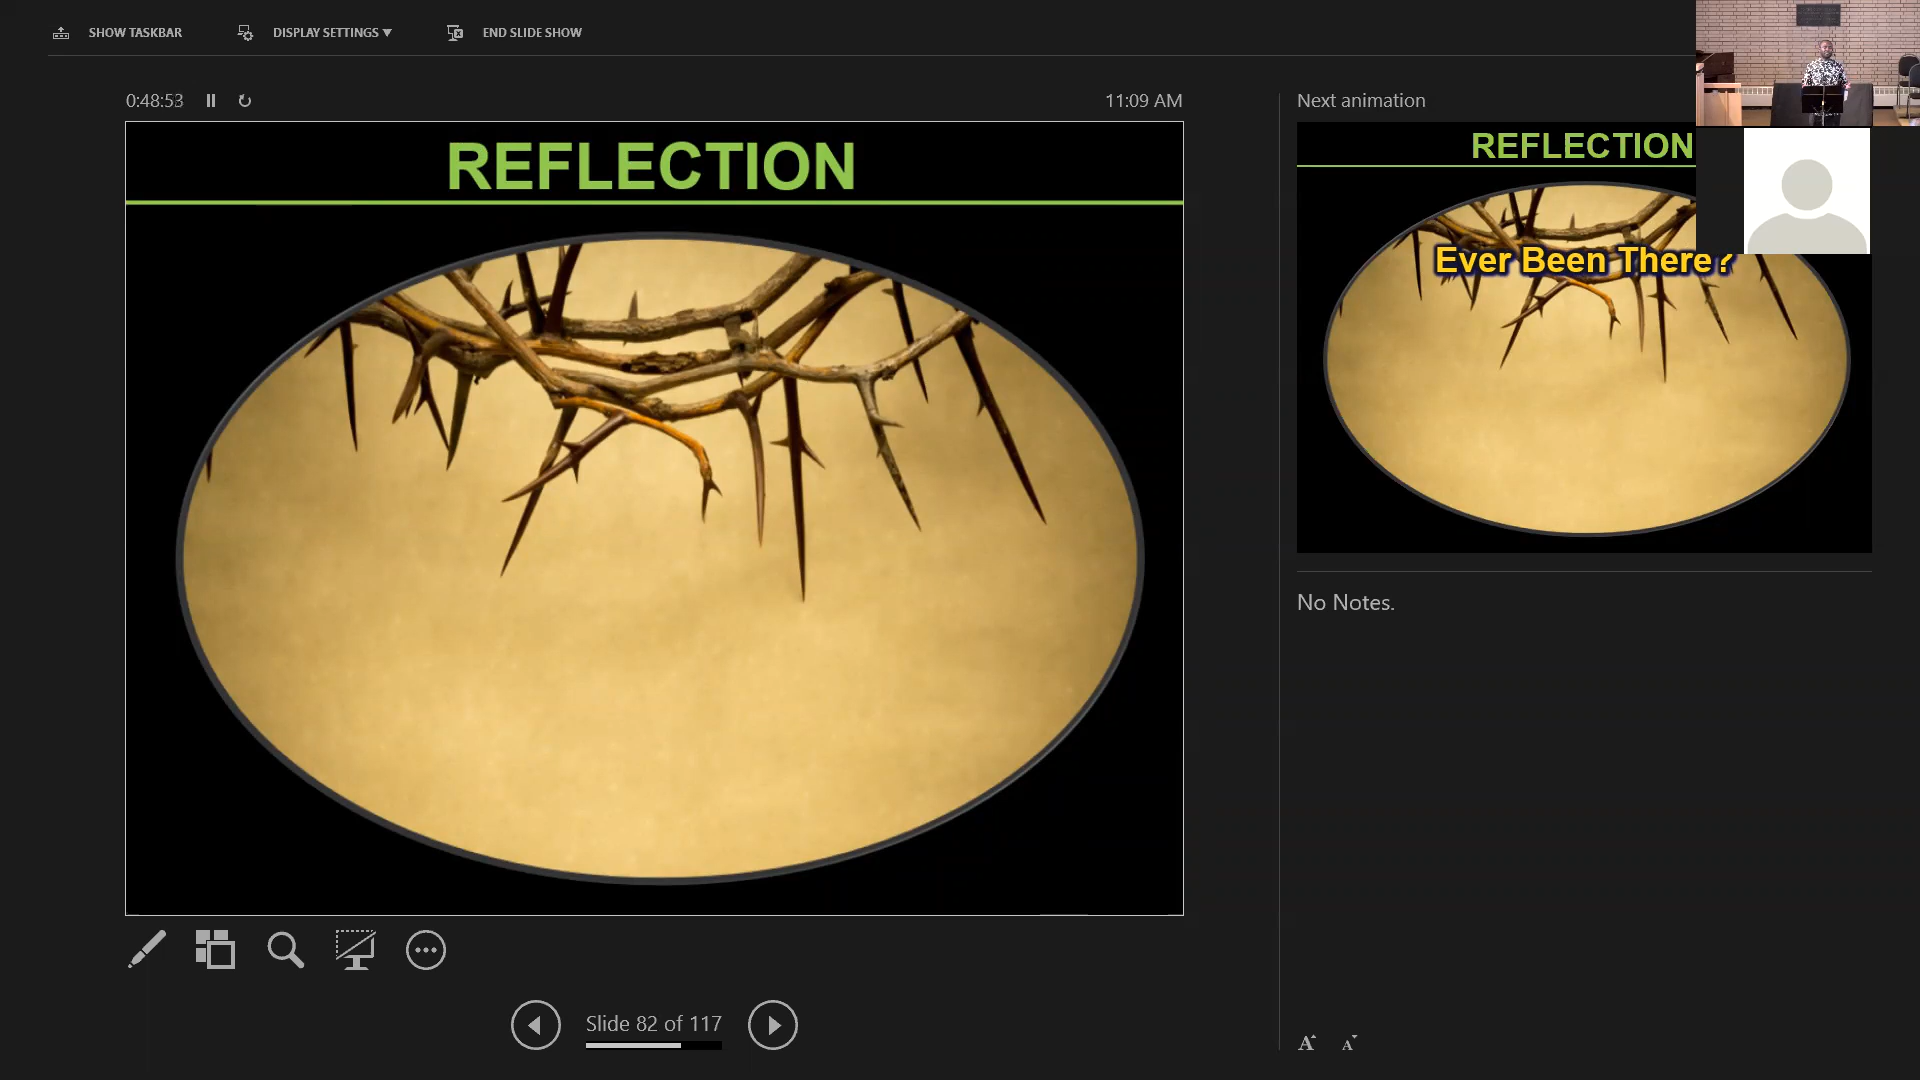 SHOW TASKBAR
DISPLAY SETTINGS ▼
END SLIDE SHOW
0:48:53
11:09 AM
Next animation
REFLECTION
REFLECTION
Ever Been There?
No Notes.
Slide 82 of 117
A A